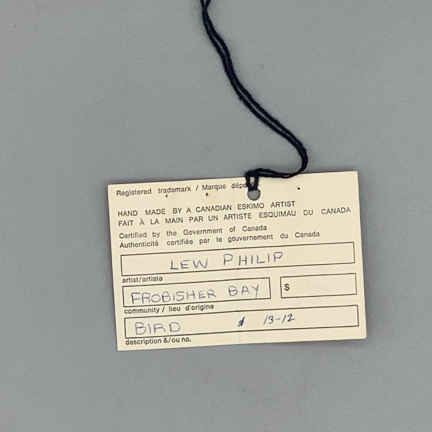 Registered trademark / Marque dépo
HAND MADE BY A CANADIAN ESKIMO ARTIST
FAIT À LA MAIN PAR UN ARTISTE ESQUIMAU DU CANADA
Certified by the Government of Canada
Authenticité certifiée par le gouvernement du Canada
LEW PHILIP
artist/artiste
FROBISHER BAY $
community / lieu d'origine
BIRD $ 13-12
description &/ou no.